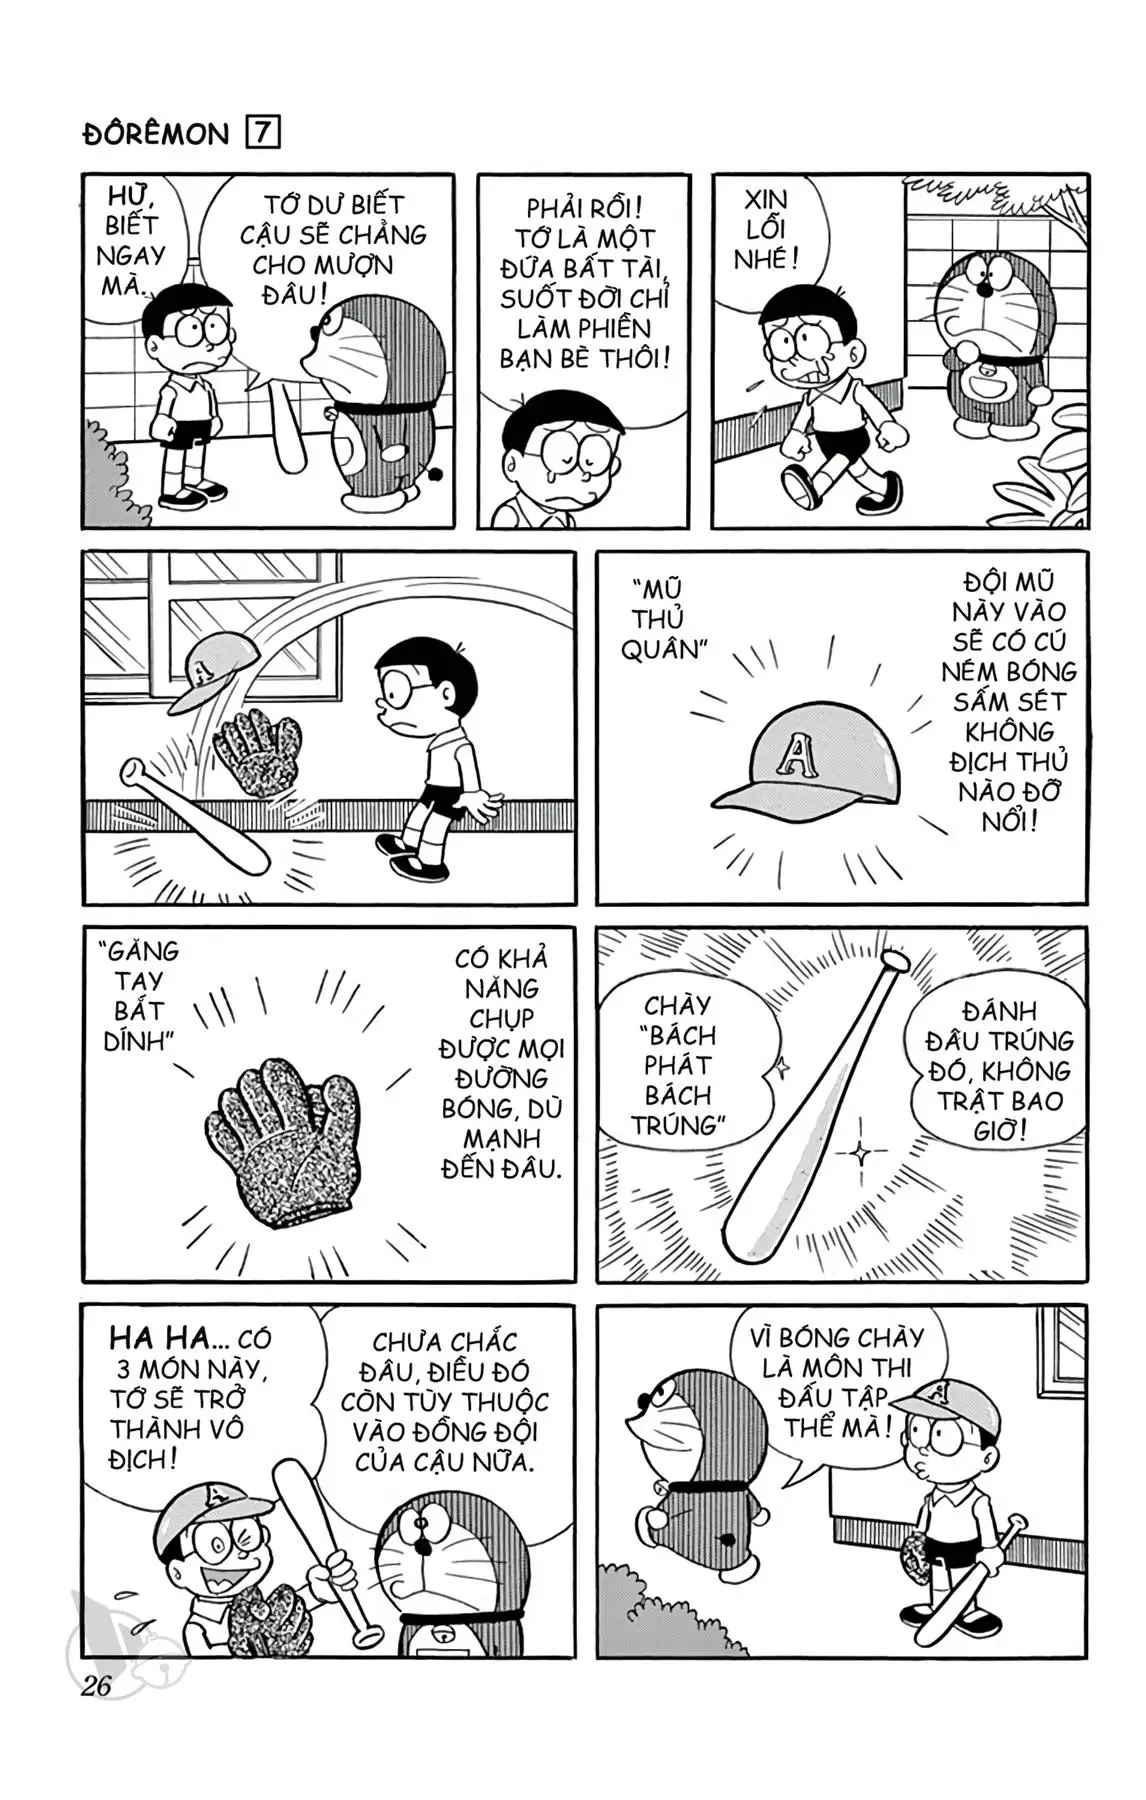 ĐÔRÊMON 7
HỪ,
BIẾT
NGAY
MÀ.
TỚ DƯ BIẾT
CẬU SẼ CHẲNG
CHO MƯỢN
ĐÂU!
PHẢI RỒI!
TỚ LÀ MỘT
ĐỨA BẤT TÀI,
SUỐT ĐỜI CHỈ
LÀM PHIỀN
BẠN BÈ THÔI!
XIN
LỖI
NHÉ!
A
"MŨ
THỦ
QUÂN"
A
ĐỘI MŨ
NÀY VÀO
SẼ CÓ CÚ
NÉM BÓNG
SẤM SÉT
KHÔNG
ĐỊCH THỦ
NÀO ĐỠ
NỔI!
"GĂNG
TAY
BẮT
DÍNH"
CÓ KHẢ
NĂNG
CHỤP
ĐƯỢC MỌI
ĐƯỜNG
BÓNG, DÙ
MẠNH
ĐẾN ĐÂU.
CHÀY
"BÁCH
PHÁT
BÁCH
TRÚNG"
ĐÁNH
ĐÂU TRÚNG
ĐÓ, KHÔNG
TRẬT BAO
GIỜ!
HA HA... CÓ
3 MÓN NÀY,
TỚ SẼ TRỞ
THÀNH VÔ
ĐỊCH!
A
CHƯA CHẮC
ĐÂU, ĐIỀU ĐÓ
CÒN TÙY THUỘC
VÀO ĐỒNG ĐỘI
CỦA CẬU NỮA.
VÌ BÓNG CHÀY
LÀ MÔN THI
ĐẤU TẬP
THỂ MÀ!
A
26